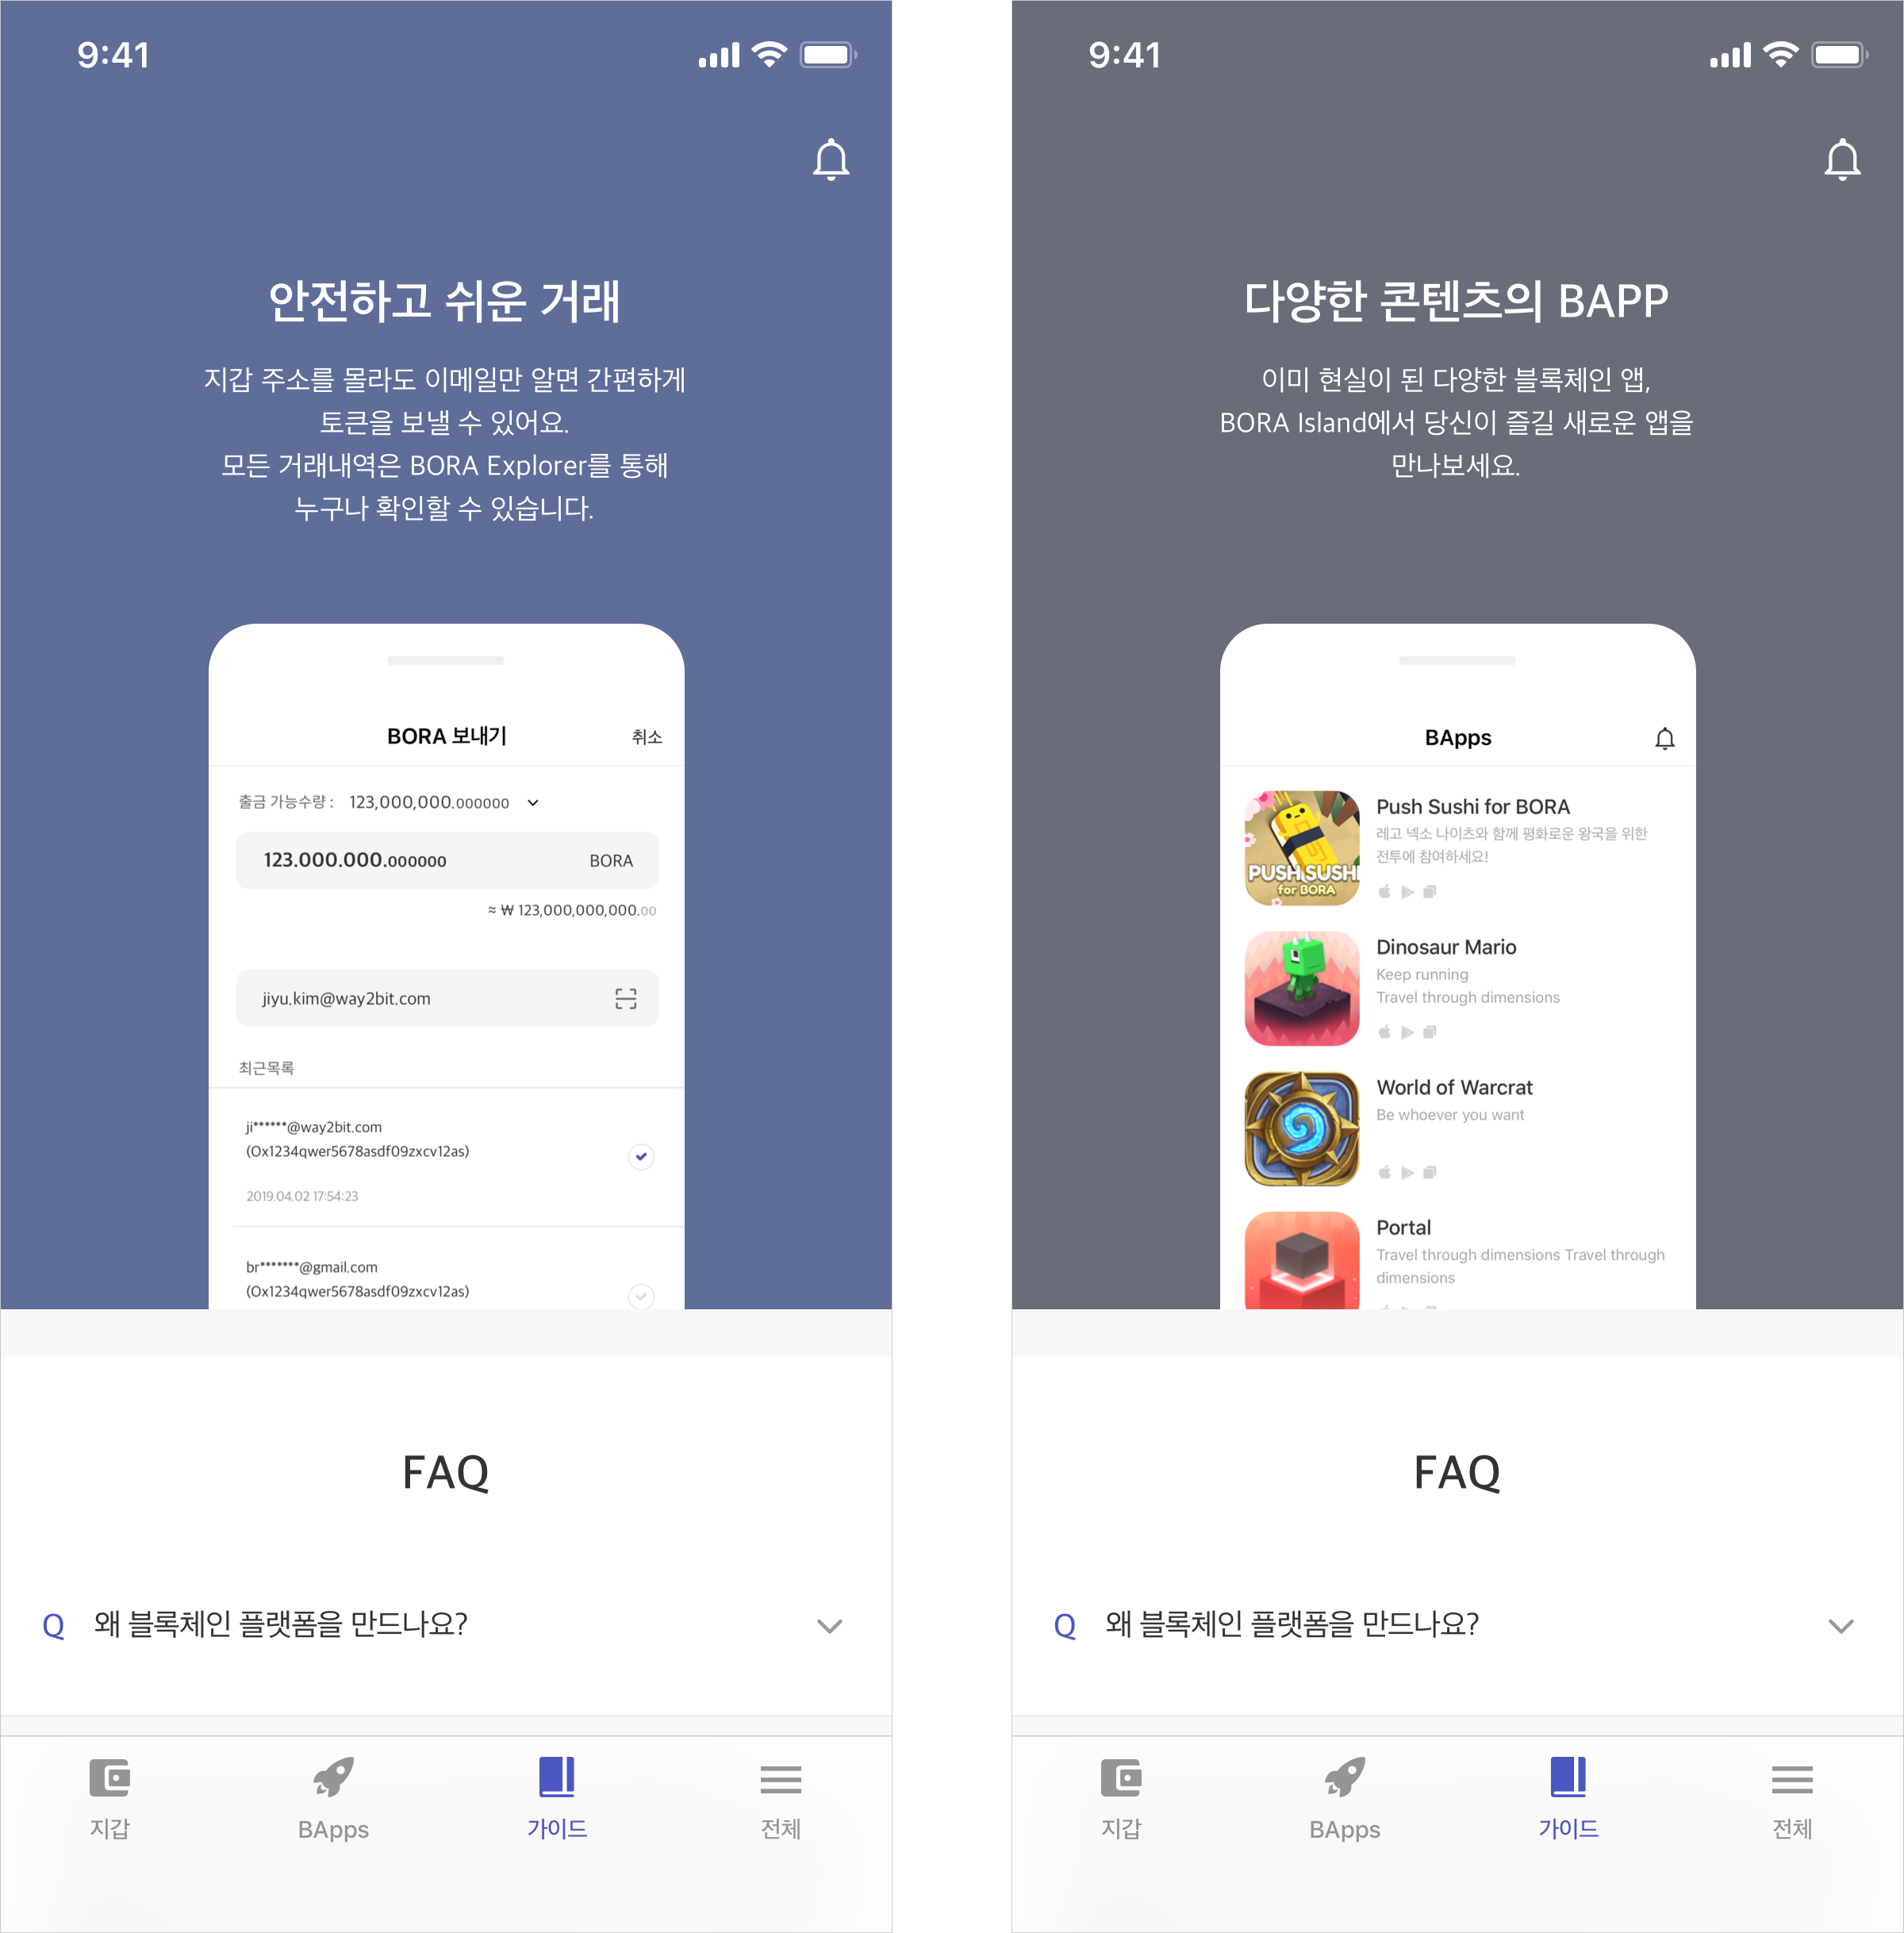 9:41
안전하고 쉬운 거래
지갑 주소를 몰라도 이메일만 알면 간편하게
토큰을 보낼 수 있어요.
모든 거래내역은 BORA Explorer를 통해
누구나 확인할 수 있습니다.
BORA 보내기
취소
출금 가능수량 : 123,000,000.000000
123.000.000.000000 BORA
≈ ₩ 123,000,000,000.00
jiyu.kim@way2bit.com
최근목록
ji******@way2bit.com
(0x1234qwer5678asdf09zxcv12as)
2019.04.02 17:54:23
br*******@gmail.com
(0x1234qwer5678asdf09zxcv12as)
FAQ
Q 왜 블록체인 플랫폼을 만드나요?
지갑 BApps 가이드 전체
9:41
다양한 콘텐츠의 BAPP
이미 현실이 된 다양한 블록체인 앱,
BORA Island에서 당신이 즐길 새로운 앱을
만나보세요.
BApps
PUSH SUSHI
for BORA
Push Sushi for BORA
레고 넥소 나이츠와 함께 평화로운 왕국을 위한
전투에 참여하세요!
Dinosaur Mario
Keep running
Travel through dimensions
World of Warcrat
Be whoever you want
Portal
Travel through dimensions Travel through
dimensions
FAQ
Q 왜 블록체인 플랫폼을 만드나요?
지갑 BApps 가이드 전체